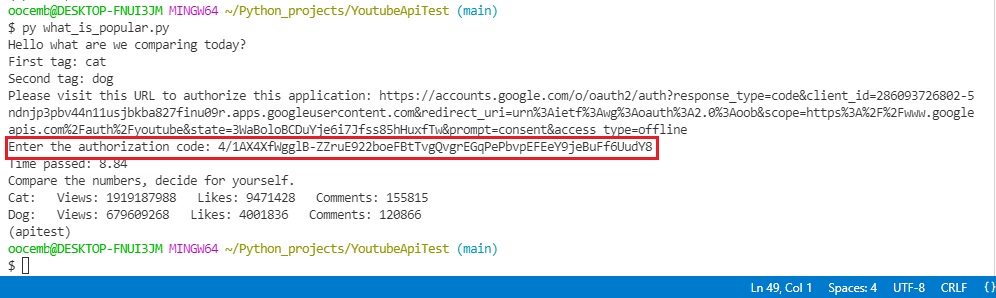 oocemb@DESKTOP-FNUI3JM MINGW64 ~/Python_projects/YoutubeApiTest (main)
$ py what_is_popular.py
Hello what are we comparing today?
First tag: cat
Second tag: dog
Please visit this URL to authorize this application: https://accounts.google.com/o/oauth2/auth?response_type=code&client_id=286093726802-5
ndnjp3pbv44n11usjbkba827finu09r.apps.googleusercontent.com&redirect_uri=urn%3Aietf%3Awg%3Aoauth%3A2.0%3Aoob&scope=https%3A%2F%2Fwww.google
apis.com%2Fauth%2Fyoutube&state=3WaBoloBCDuYje6i7Jfss85hHuxfTw&prompt=consent&access_type=offline
Enter the authorization code: 4/1AX4XfWgglB-ZZruE922boeFBtTvgQvgrEGqPePbvpEFEeY9jeBuFf6UudY8
Time passed: 8.84
Compare the numbers, decide for yourself.
Cat:   Views: 1919187988   Likes: 9471428   Comments: 155815
Dog:   Views: 679609268   Likes: 4001836   Comments: 120866
(apitest)
oocemb@DESKTOP-FNUI3JM MINGW64 ~/Python_projects/YoutubeApiTest (main)
$
Ln 49, Col 1   Spaces: 4   UTF-8   CRLF   {}